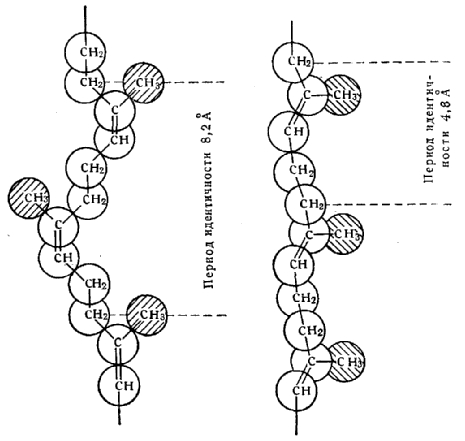 CH₂
CH₂ CH₃
C
CH
CH₂
CH₂
CH₃
C
CH
CH₂
CH₂ CH₃
C
CH
Период идентичности 8,2 Å
CH₂
C CH₃
CH
CH₂
CH₂
C CH₃
CH
CH₂
CH₂
C CH₃
CH
Период идентич-
ности 4,8 Å